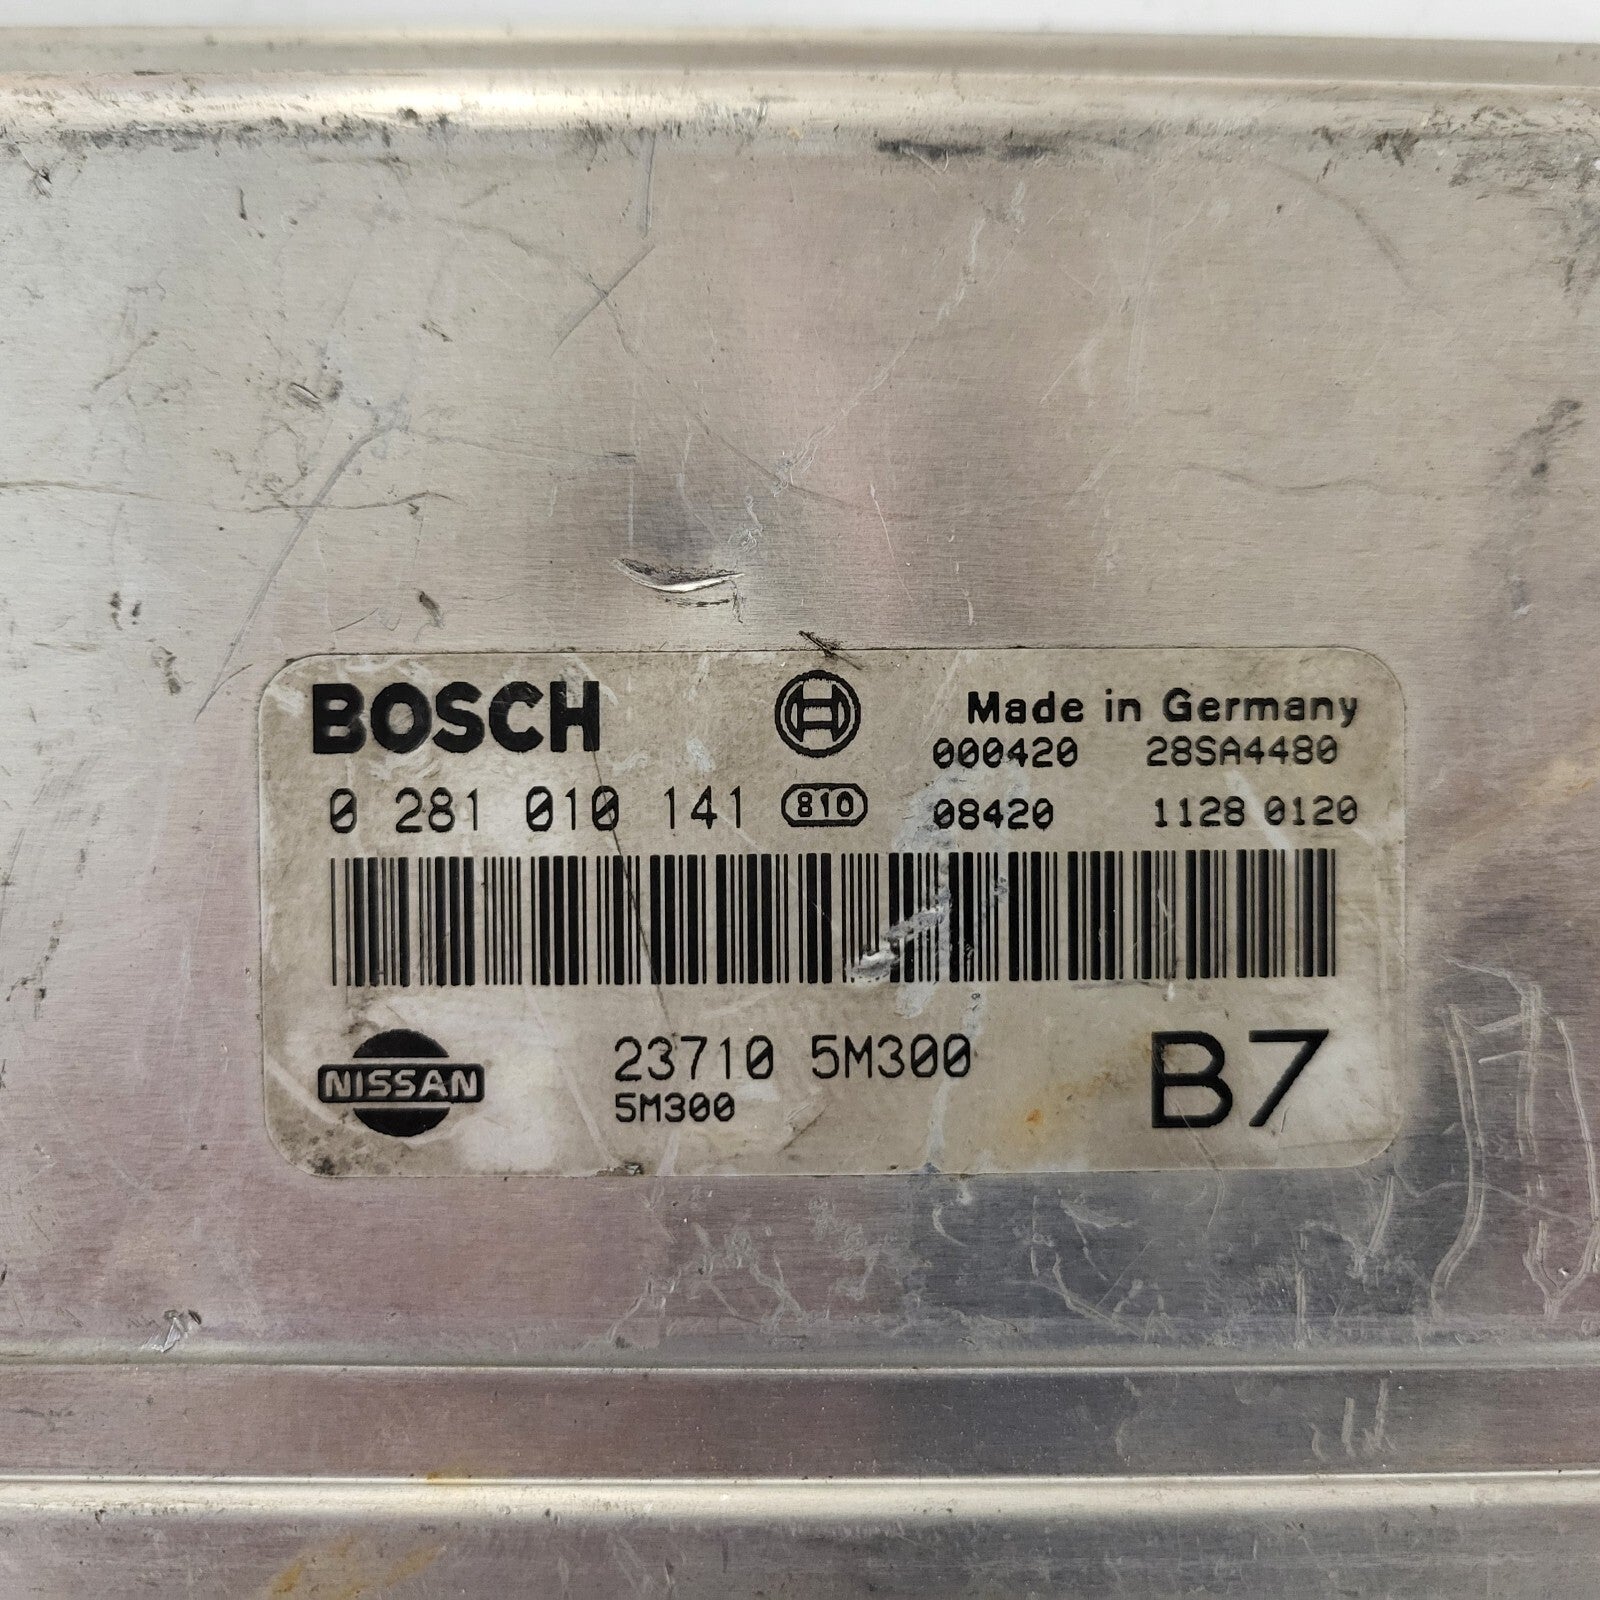 BOSCH Made in Germany
000420 28SA4480
0 281 010 141 810 08420 1128 0120
NISSAN 23710 5M300 B7
5M300